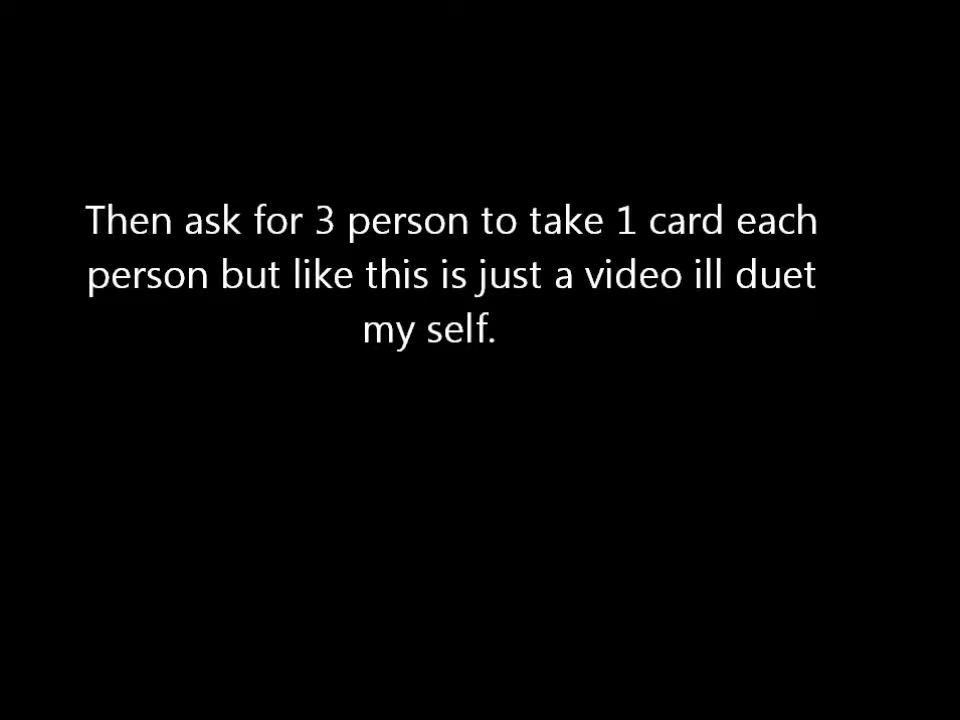 Then ask for 3 person to take 1 card each
person but like this is just a video ill duet
my self.